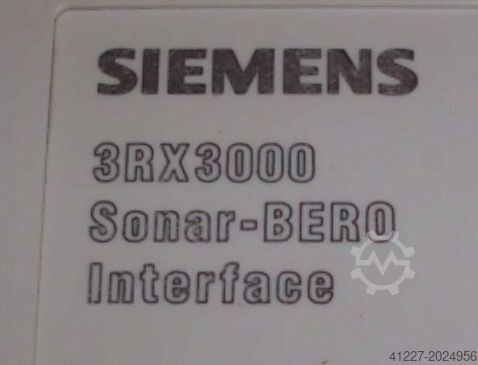 SIEMENS
3RX3000
Sonar-BERO
Interface
41227-2024956